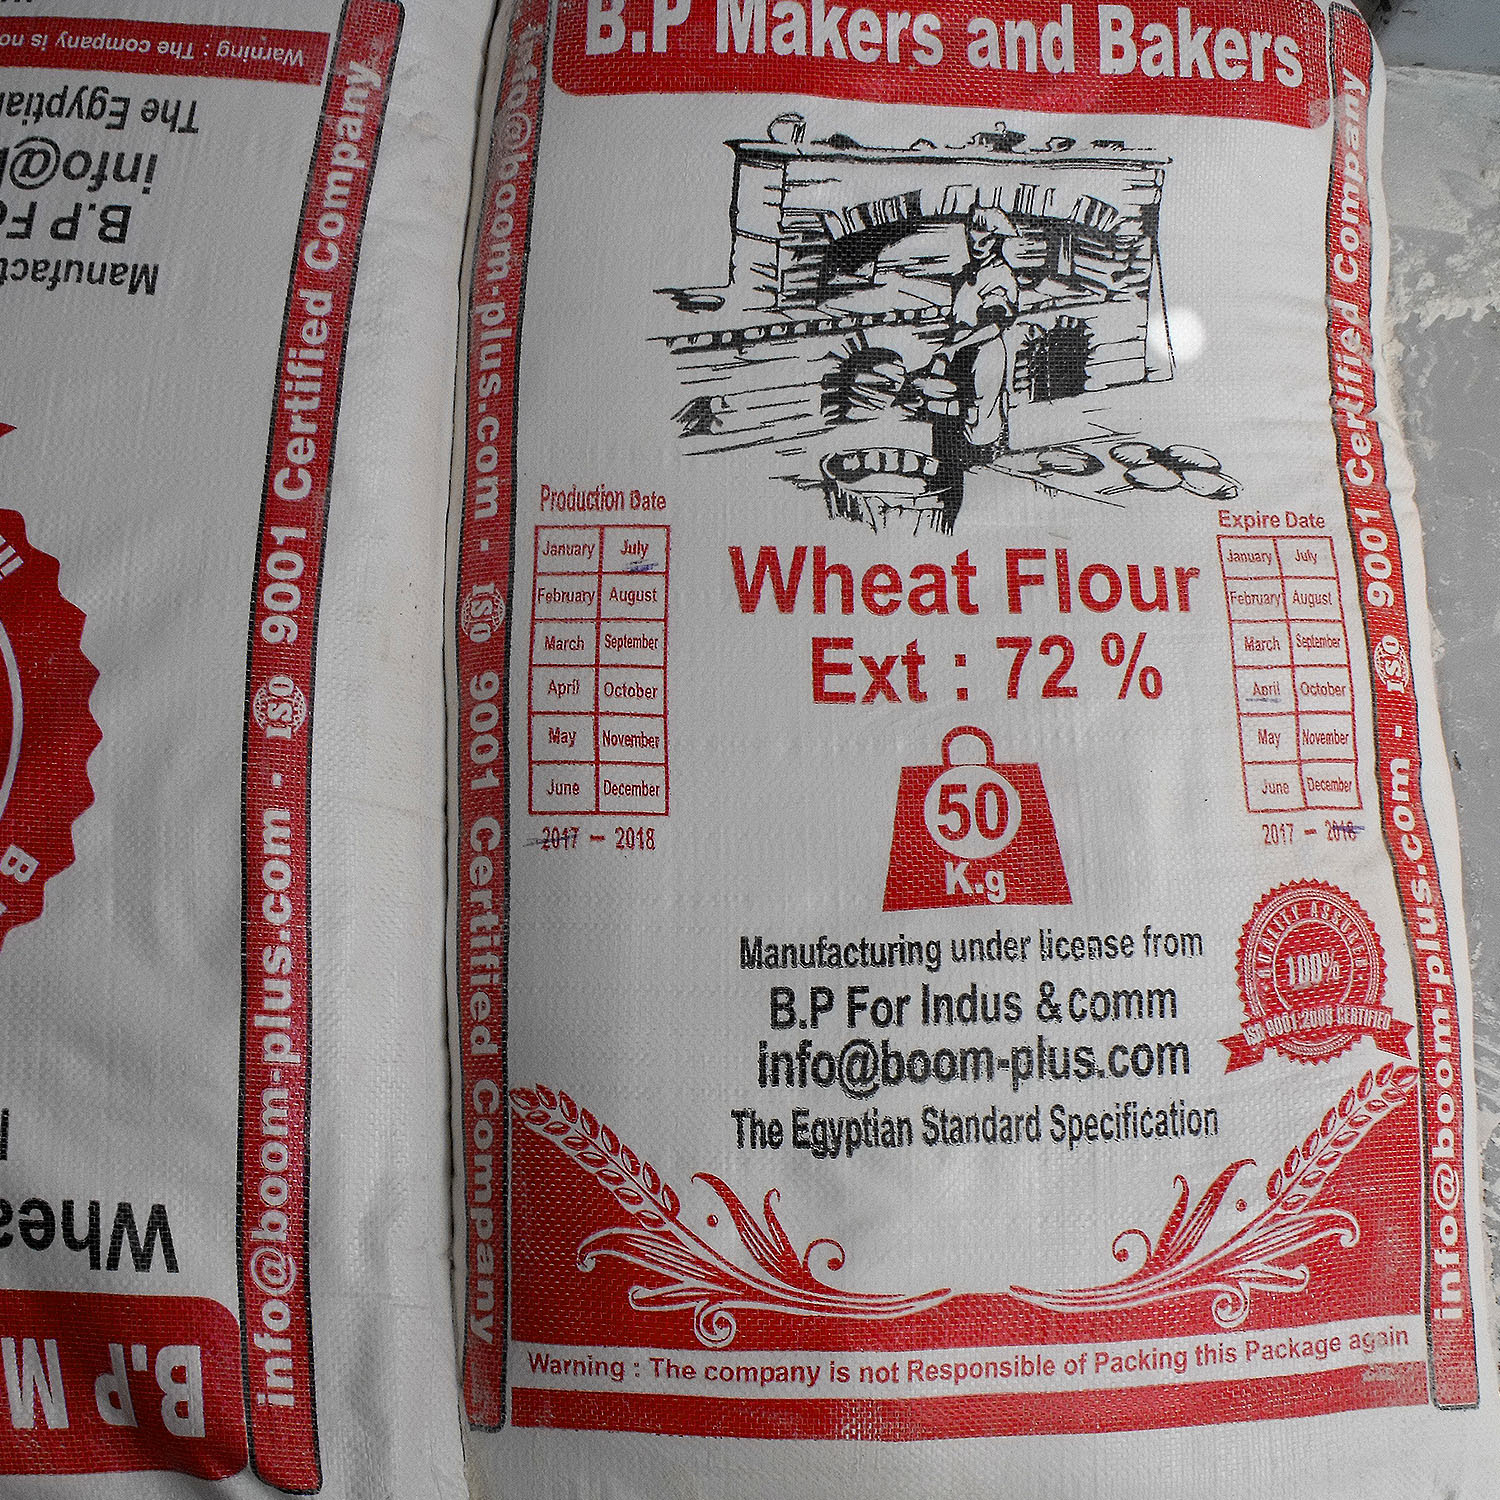 Warning : The company is no
The Egyptian
info@
B.P Fo
Manufact
Whea
B.P M
info@boom-plus.com - ISO 9001 Certified Company
info@boom-plus.com - ISO 9001 Certified Company
B.P Makers and Bakers
Production Date
January July
February August
March September
April October
May November
June December
2017 - 2018
Wheat Flour
Ext : 72 %
50
K.g
Expire Date
January July
February August
March September
April October
May November
June December
2017 - 2018
Manufacturing under license from
B.P For Indus & comm
info@boom-plus.com
The Egyptian Standard Specification
QUALITY ASSURED
100%
ISO 9001:2008 CERTIFIED
Warning : The company is not Responsible of Packing this Package again
info@boom-plus.com - ISO 9001 Certified Company